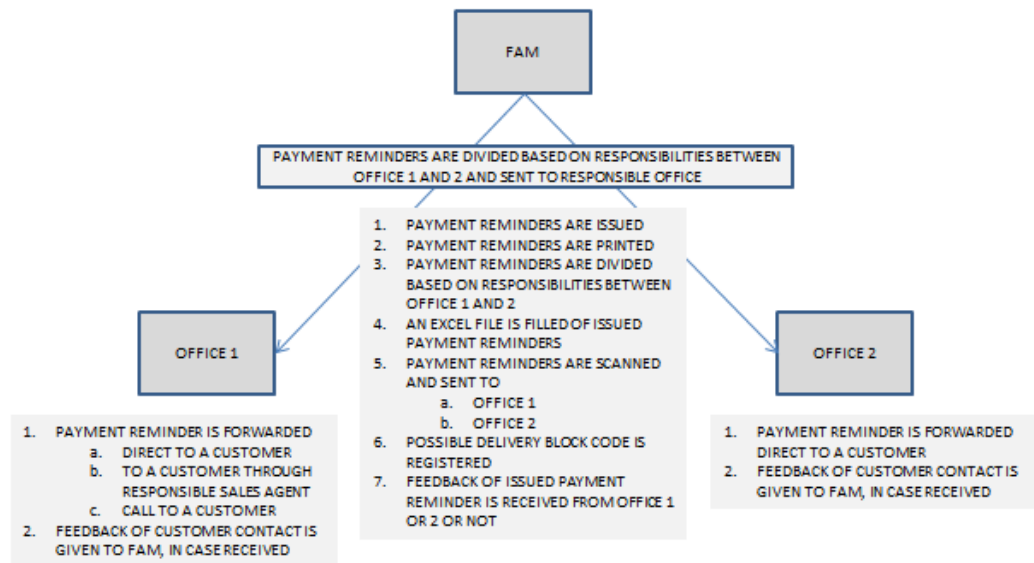 FAM
PAYMENT REMINDERS ARE DIVIDED BASED ON RESPONSIBILITIES BETWEEN
OFFICE 1 AND 2 AND SENT TO RESPONSIBLE OFFICE
1. PAYMENT REMINDERS ARE ISSUED
2. PAYMENT REMINDERS ARE PRINTED
3. PAYMENT REMINDERS ARE DIVIDED
BASED ON RESPONSIBILITIES BETWEEN
OFFICE 1 AND 2
4. AN EXCEL FILE IS FILLED OF ISSUED
PAYMENT REMINDERS
5. PAYMENT REMINDERS ARE SCANNED
AND SENT TO
a. OFFICE 1
b. OFFICE 2
6. POSSIBLE DELIVERY BLOCK CODE IS
REGISTERED
7. FEEDBACK OF ISSUED PAYMENT
REMINDER IS RECEIVED FROM OFFICE 1
OR 2 OR NOT
OFFICE 1
1. PAYMENT REMINDER IS FORWARDED
a. DIRECT TO A CUSTOMER
b. TO A CUSTOMER THROUGH
RESPONSIBLE SALES AGENT
c. CALL TO A CUSTOMER
2. FEEDBACK OF CUSTOMER CONTACT IS
GIVEN TO FAM, IN CASE RECEIVED
OFFICE 2
1. PAYMENT REMINDER IS FORWARDED
DIRECT TO A CUSTOMER
2. FEEDBACK OF CUSTOMER CONTACT IS
GIVEN TO FAM, IN CASE RECEIVED